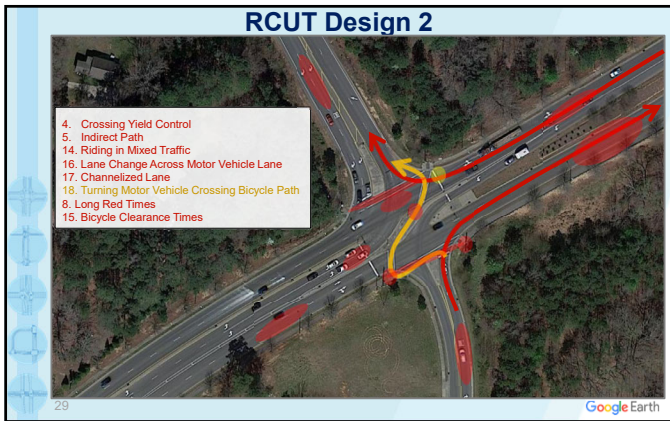 RCUT Design 2
4. Crossing Yield Control
5. Indirect Path
14. Riding in Mixed Traffic
16. Lane Change Across Motor Vehicle Lane
17. Channelized Lane
18. Turning Motor Vehicle Crossing Bicycle Path
8. Long Red Times
15. Bicycle Clearance Times
29
Google Earth